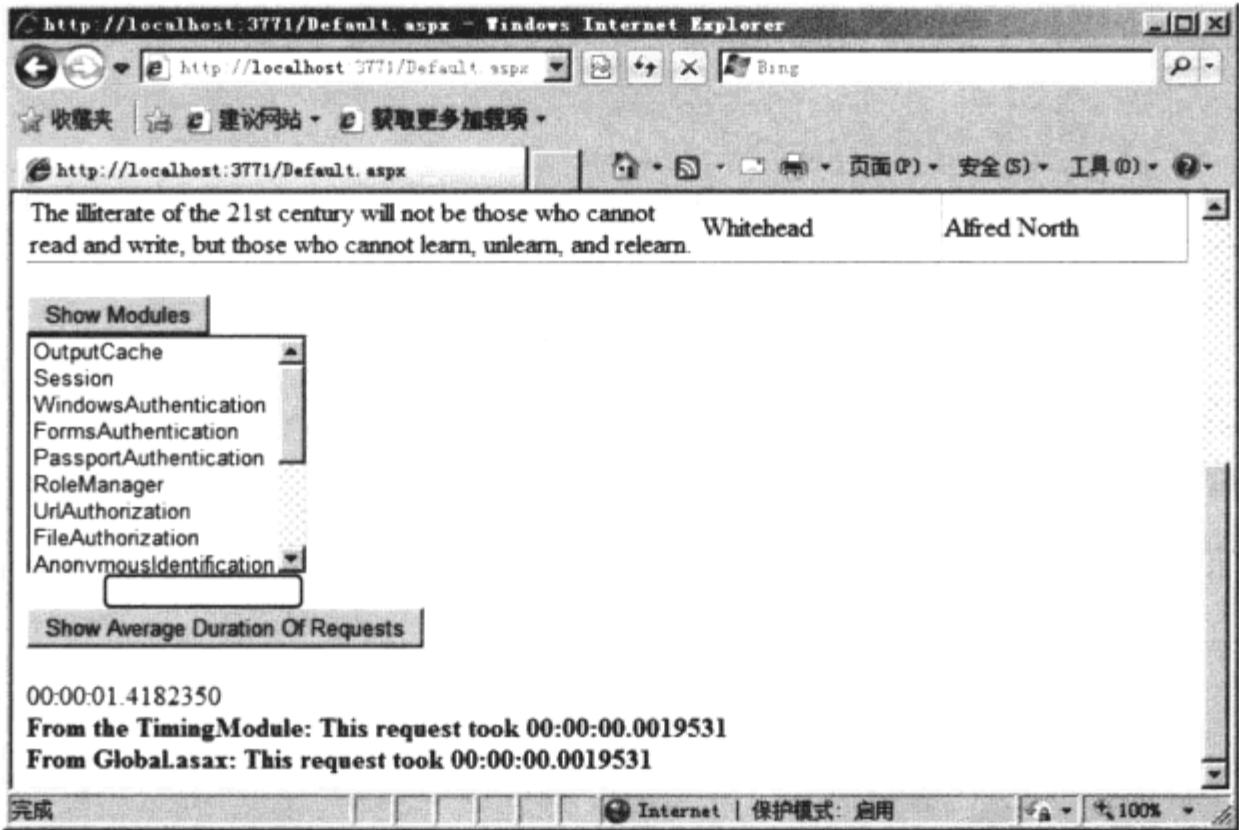 http://localhost:3771/Default.aspx - Windows Internet Explorer
http://localhost:3771/Default.aspx
Bing
收藏夹 建议网站 获取更多加载项
http://localhost:3771/Default.aspx 页面(P) 安全(S) 工具(O)
The illiterate of the 21st century will not be those who cannot
read and write, but those who cannot learn, unlearn, and relearn. Whitehead Alfred North
Show Modules
OutputCache
Session
WindowsAuthentication
FormsAuthentication
PassportAuthentication
RoleManager
UrlAuthorization
FileAuthorization
AnonymousIdentification
Show Average Duration Of Requests
00:00:01.4182350
From the TimingModule: This request took 00:00:00.0019531
From Global.asax: This request took 00:00:00.0019531
完成 Internet | 保护模式: 启用 100%